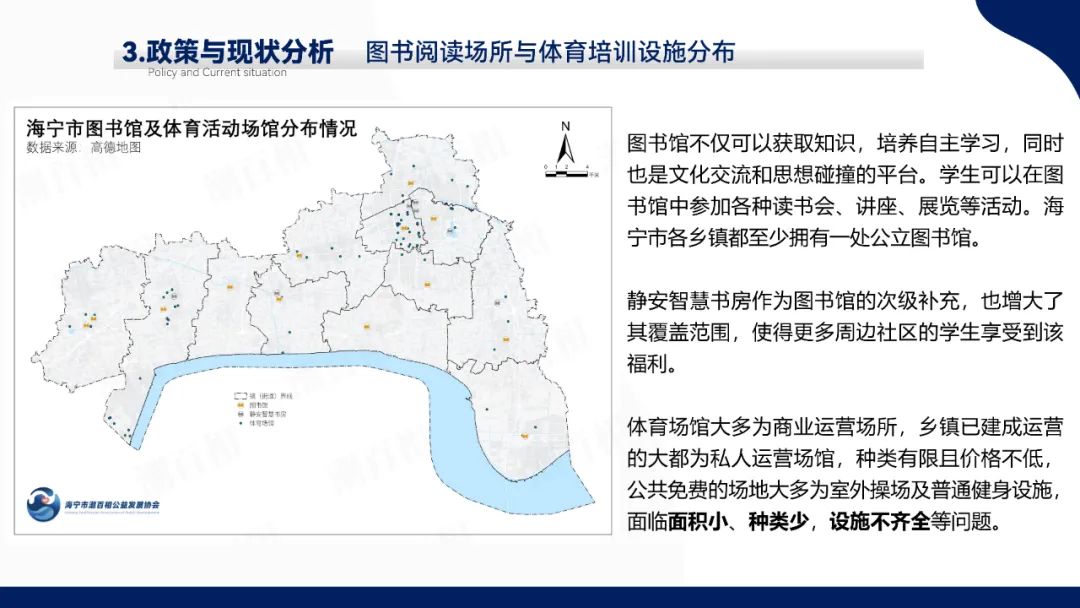 3.政策与现状分析
图书阅读场所与体育培训设施分布
Policy and Current situation
海宁市图书馆及体育活动场馆分布情况
数据来源：高德地图
N
0 1 2 4
千米
镇（街道）界线
图书馆
静安智慧书房
体育场馆
海宁市潮百相公益发展协会
图书馆不仅可以获取知识，培养自主学习，同时
也是文化交流和思想碰撞的平台。学生可以在图
书馆中参加各种读书会、讲座、展览等活动。海
宁市各乡镇都至少拥有一处公立图书馆。
静安智慧书房作为图书馆的次级补充，也增大了
其覆盖范围，使得更多周边社区的学生享受到该
福利。
体育场馆大多为商业运营场所，乡镇已建成运营
的大都为私人运营场馆，种类有限且价格不低，
公共免费的场地大多为室外操场及普通健身设施，
面临面积小、种类少，设施不齐全等问题。